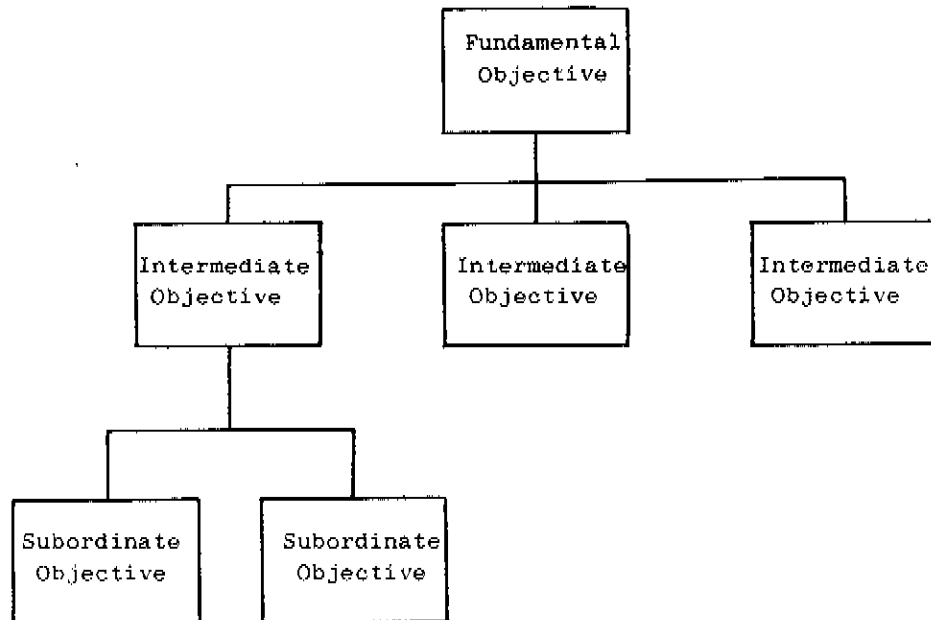 Fundamental
Objective
Intermediate
Objective
Intermediate
Objective
Intermediate
Objective
Subordinate
Objective
Subordinate
Objective